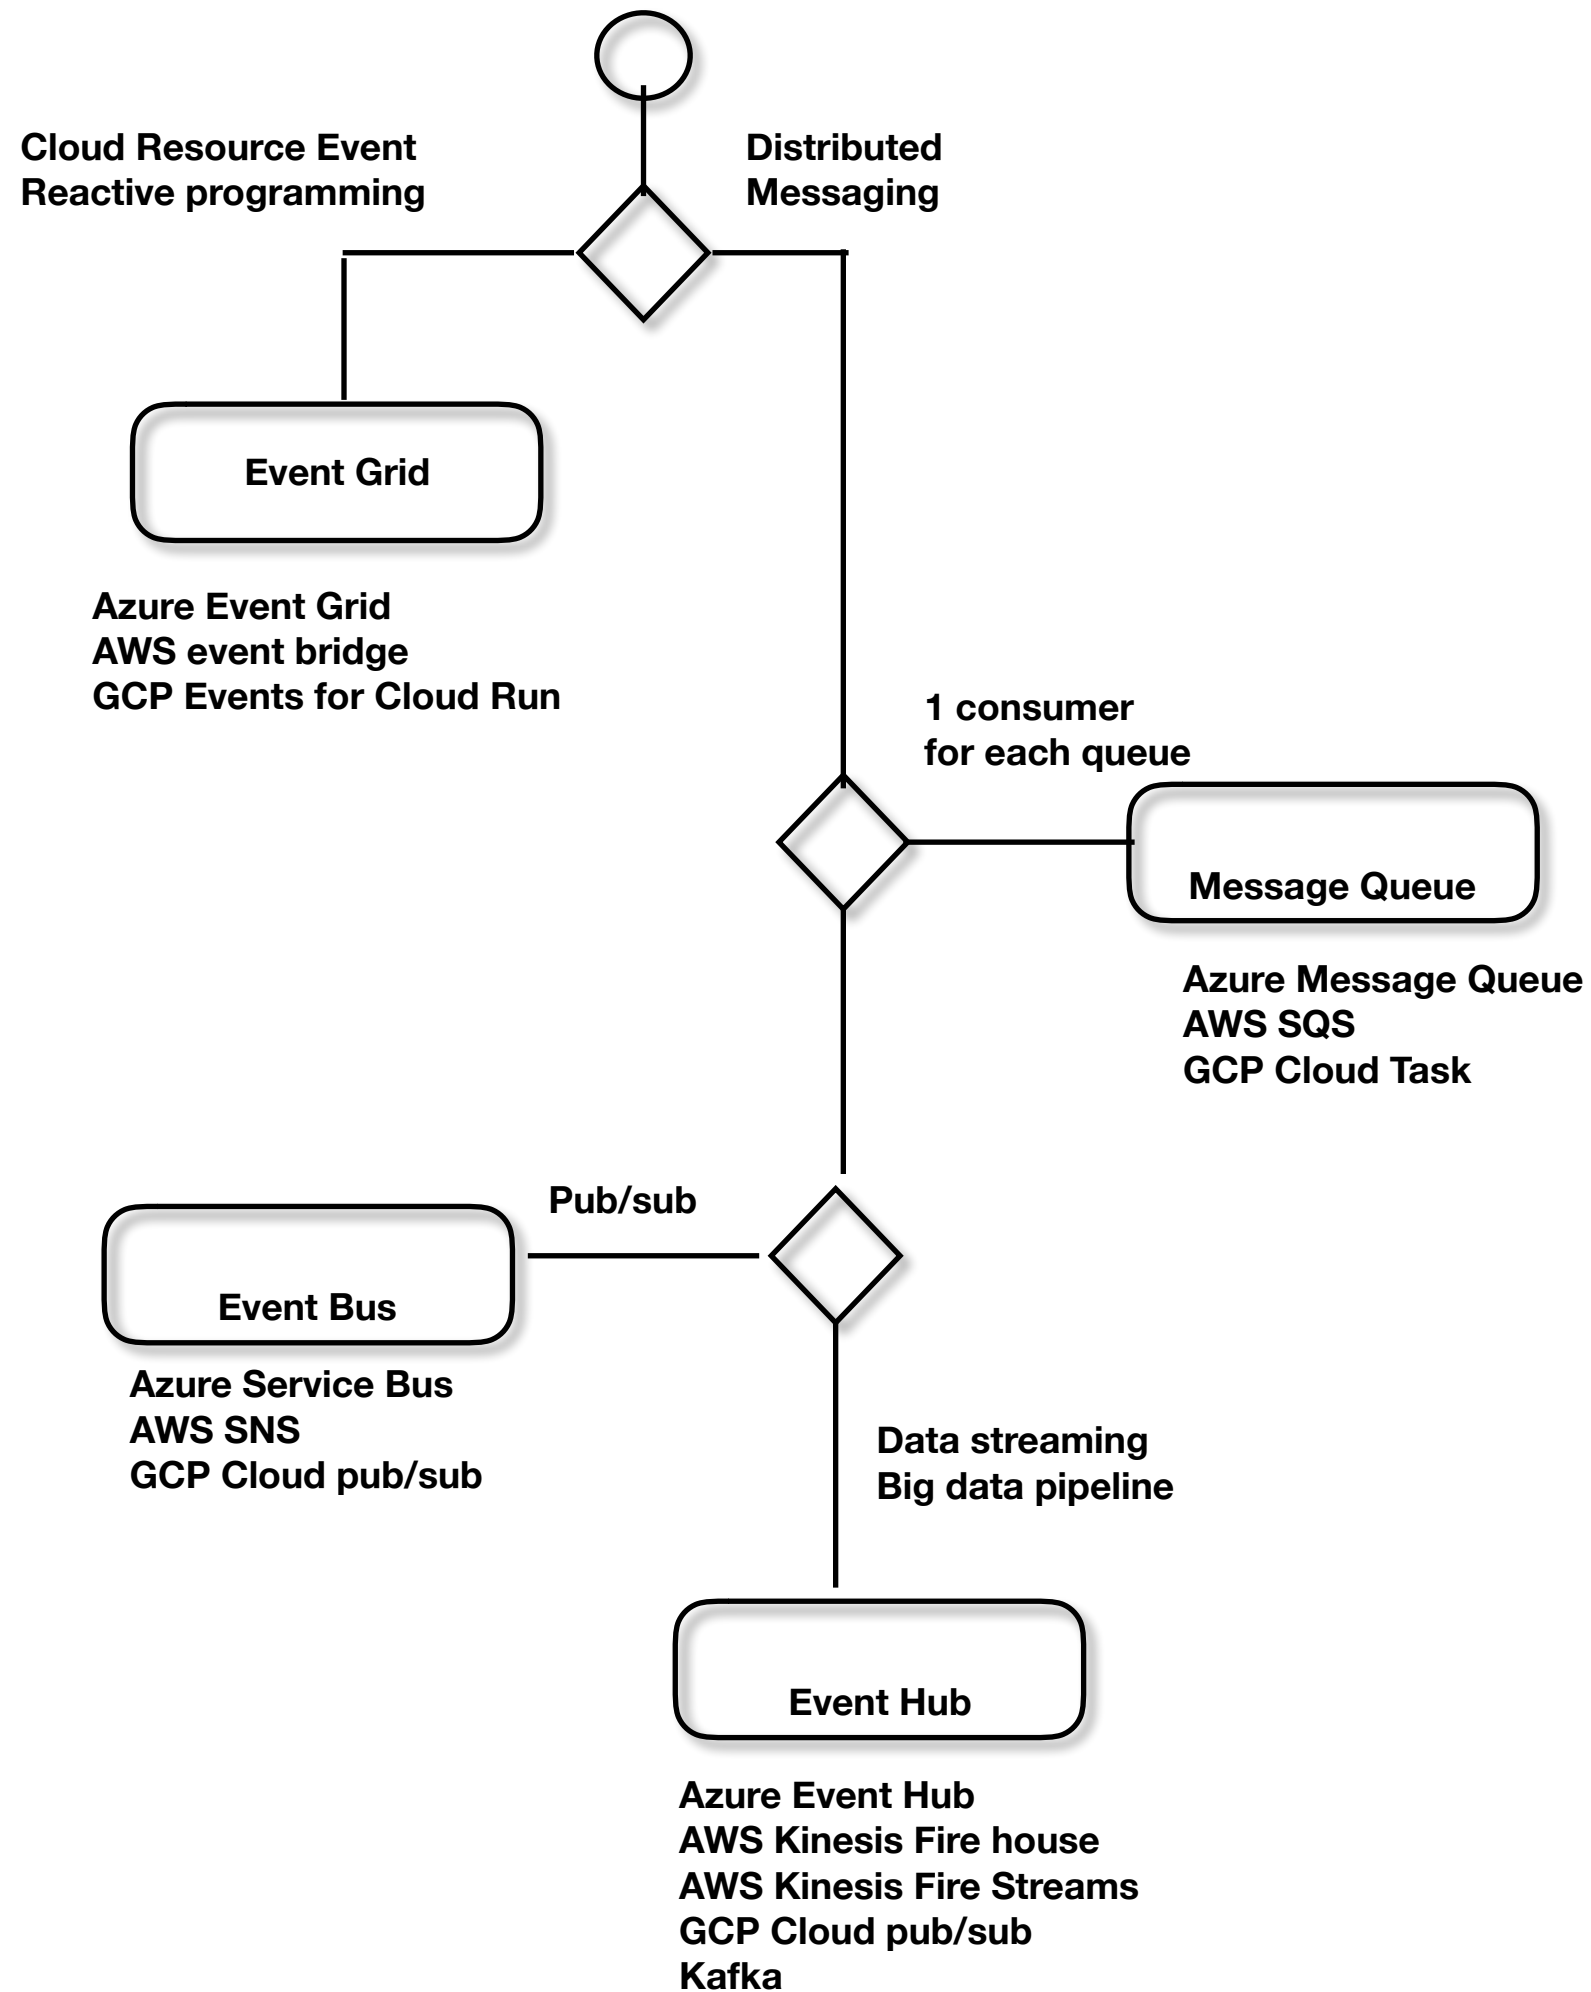 Cloud Resource Event
Reactive programming
Distributed
Messaging
Event Grid
Azure Event Grid
AWS event bridge
GCP Events for Cloud Run
1 consumer
for each queue
Message Queue
Azure Message Queue
AWS SQS
GCP Cloud Task
Pub/sub
Event Bus
Azure Service Bus
AWS SNS
GCP Cloud pub/sub
Data streaming
Big data pipeline
Event Hub
Azure Event Hub
AWS Kinesis Fire house
AWS Kinesis Fire Streams
GCP Cloud pub/sub
Kafka